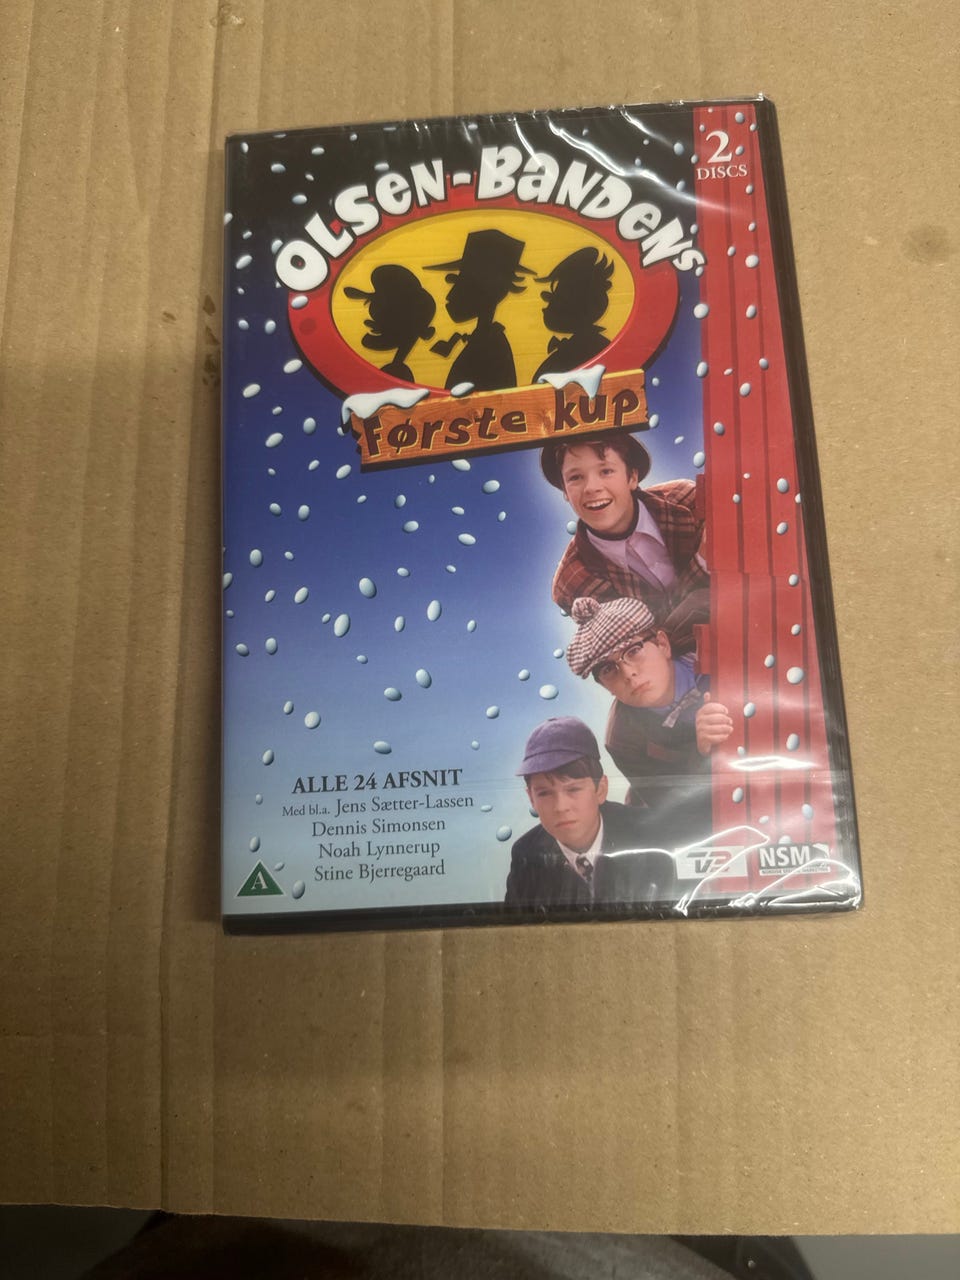 2
DISCS
OLSEN-BANDENS
Første kup
ALLE 24 AFSNIT
Med bl.a. Jens Sætter-Lassen
Dennis Simonsen
Noah Lynnerup
Stine Bjerregaard
A
TV2
NSM